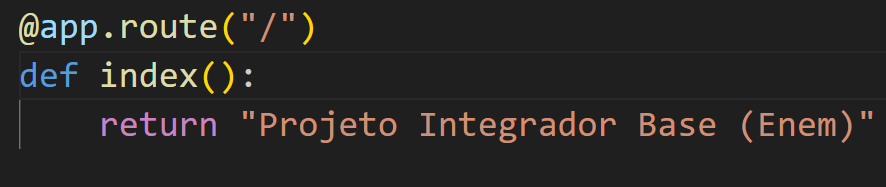 @app.route("/")
def index():
    return "Projeto Integrador Base (Enem)"